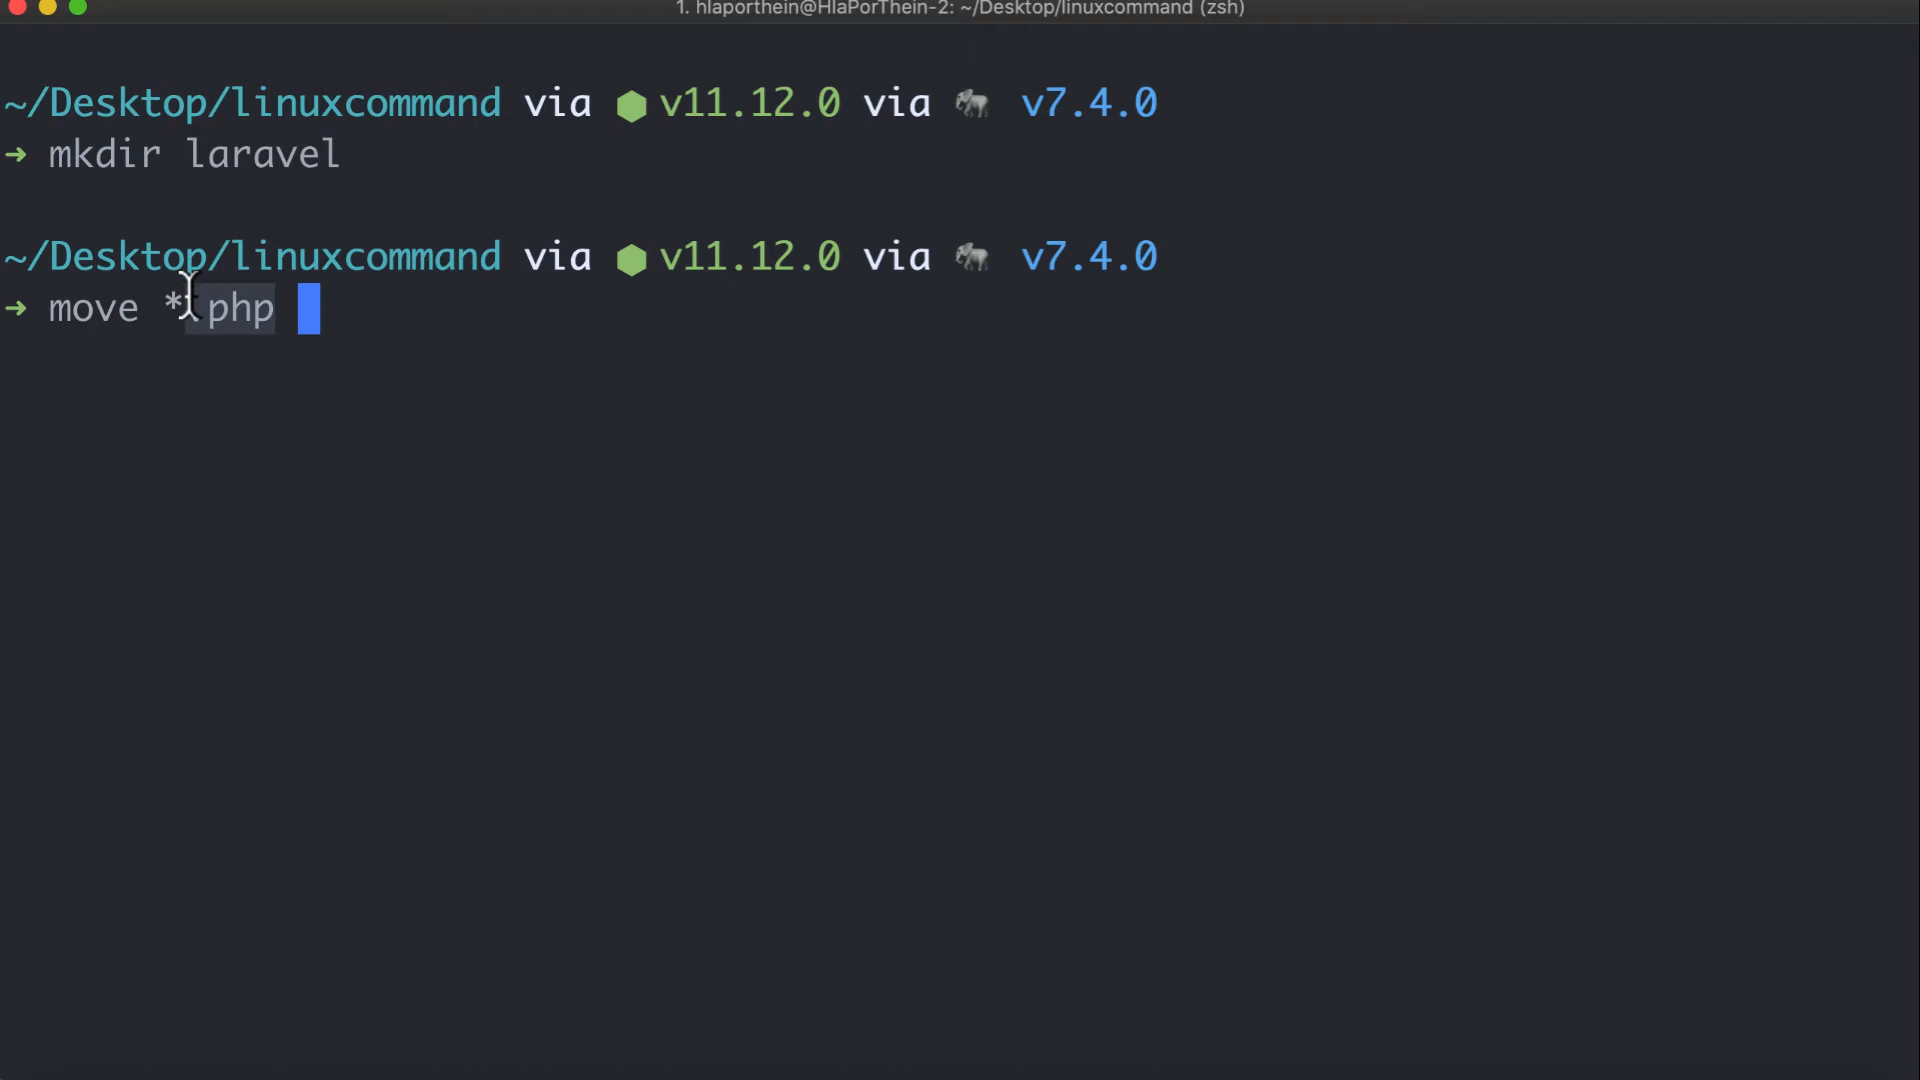 1. hlaporthein@HlaPorThein-2: ~/Desktop/linuxcommand (zsh)
~/Desktop/linuxcommand via v11.12.0 via 🐘 v7.4.0
➜ mkdir laravel
~/Desktop/linuxcommand via v11.12.0 via 🐘 v7.4.0
➜ move *.php